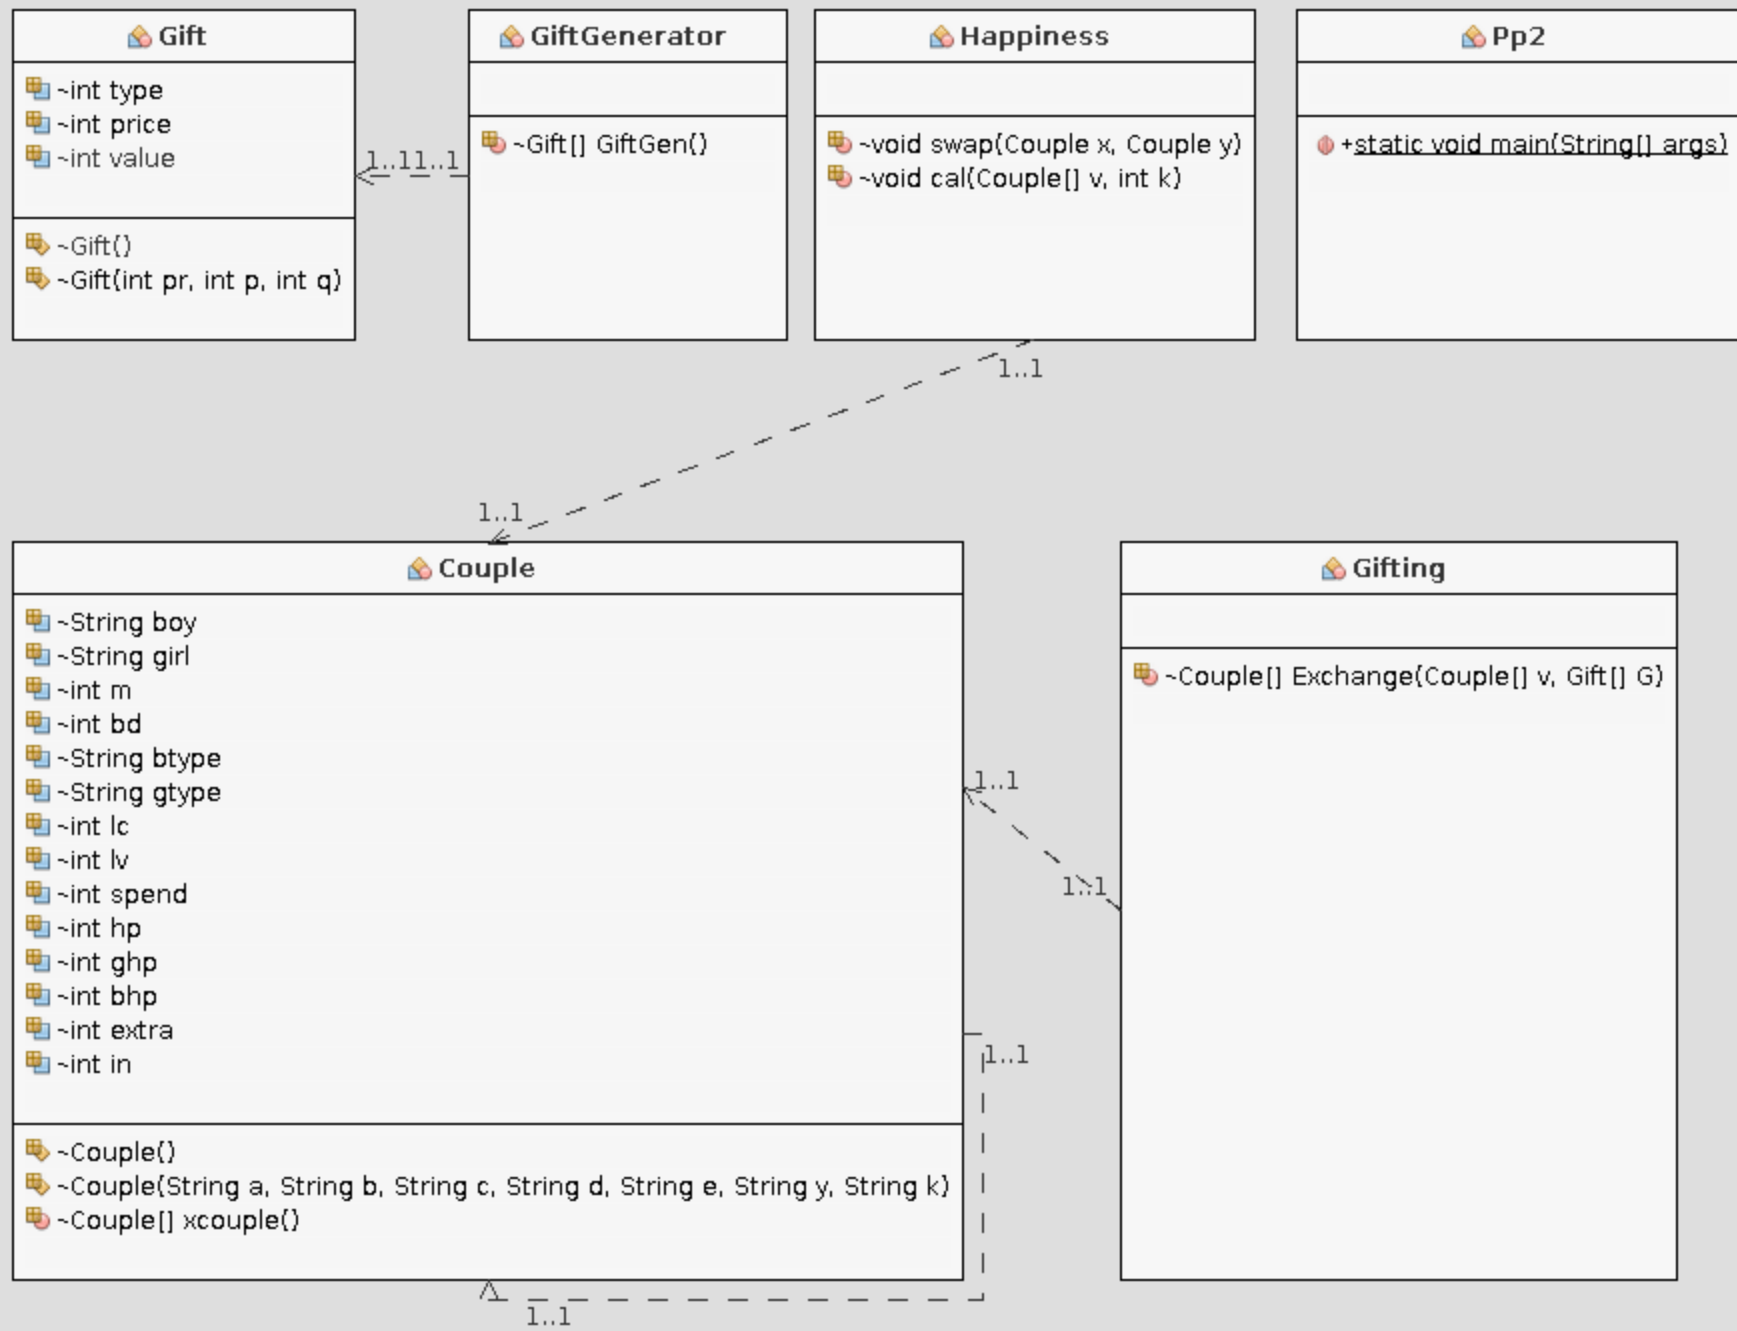 Gift
~int type
~int price
~int value
~Gift()
~Gift(int pr, int p, int q)
1..1
1..1
GiftGenerator
~Gift[] GiftGen()
Happiness
~void swap(Couple x, Couple y)
~void cal(Couple[] v, int k)
Pp2
+static void main(String[] args)
1..1
1..1
Couple
~String boy
~String girl
~int m
~int bd
~String btype
~String gtype
~int lc
~int lv
~int spend
~int hp
~int ghp
~int bhp
~int extra
~int in
~Couple()
~Couple(String a, String b, String c, String d, String e, String y, String k)
~Couple[] xcouple()
1..1
1..1
1..1
1..1
Gifting
~Couple[] Exchange(Couple[] v, Gift[] G)